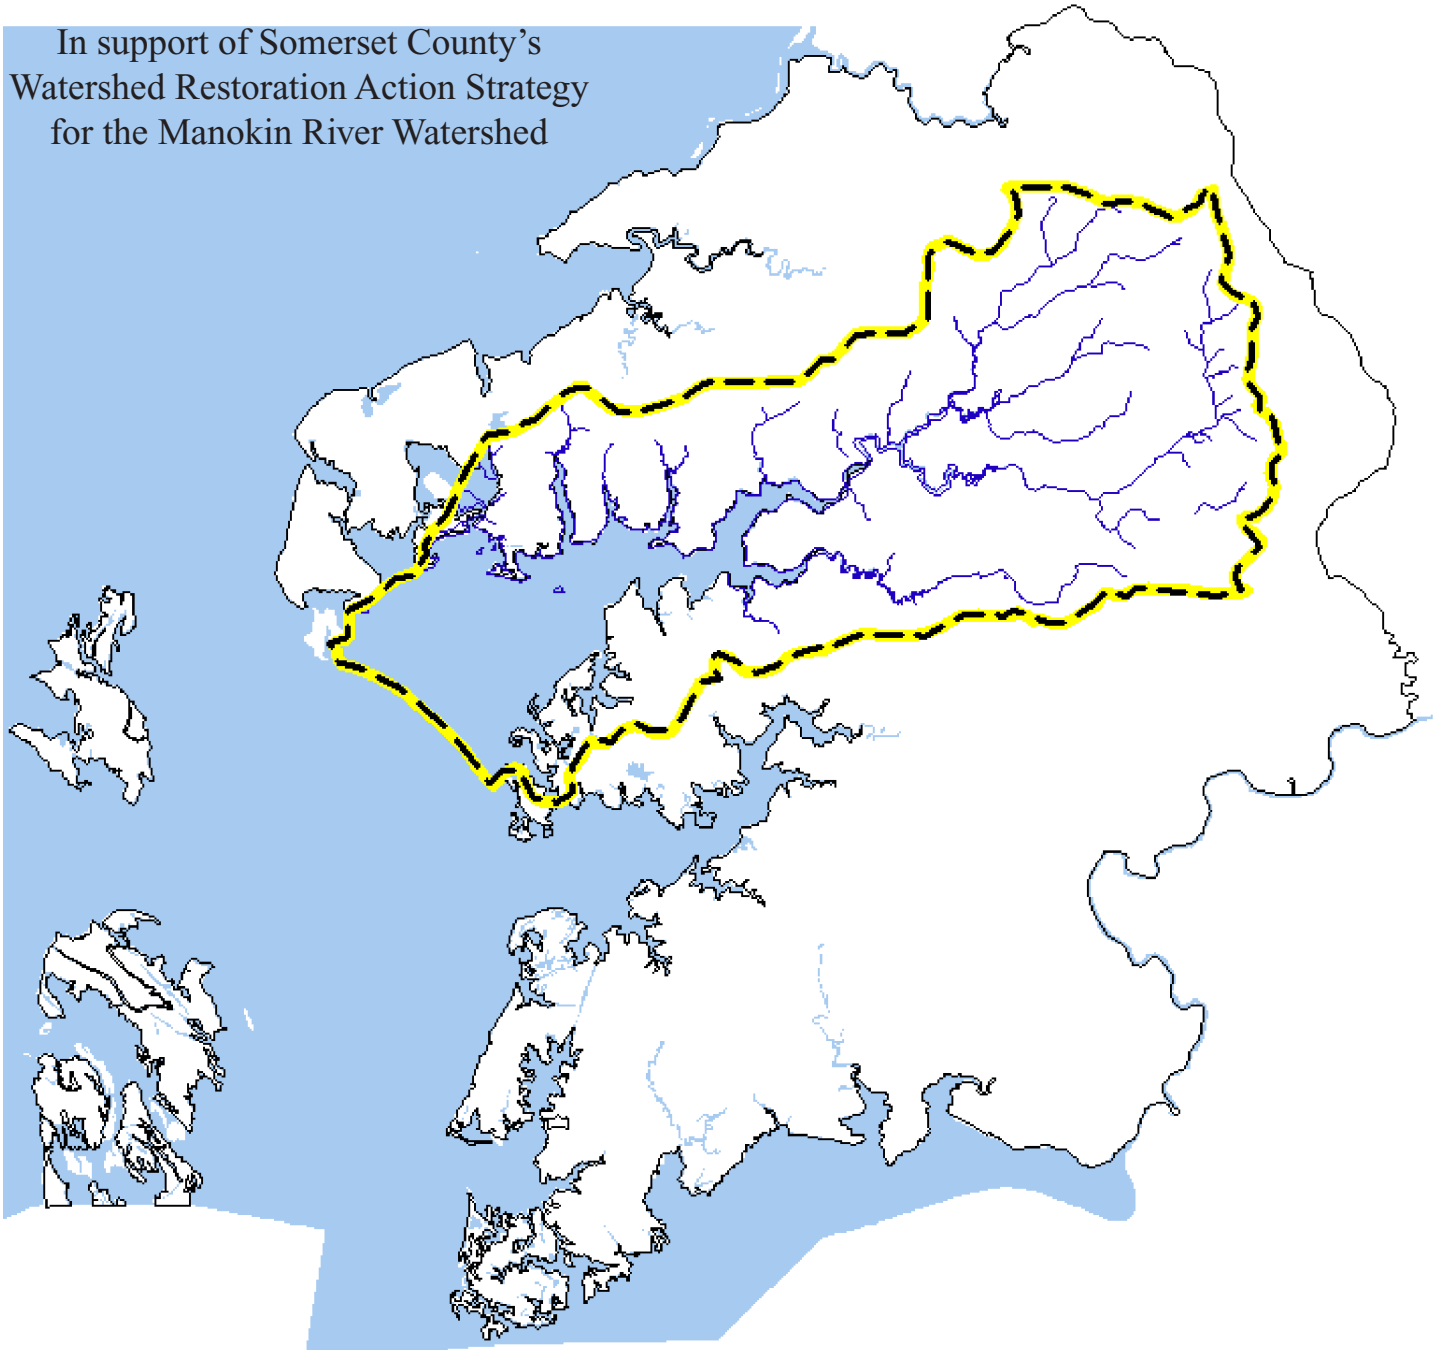 In support of Somerset County’s
Watershed Restoration Action Strategy
for the Manokin River Watershed